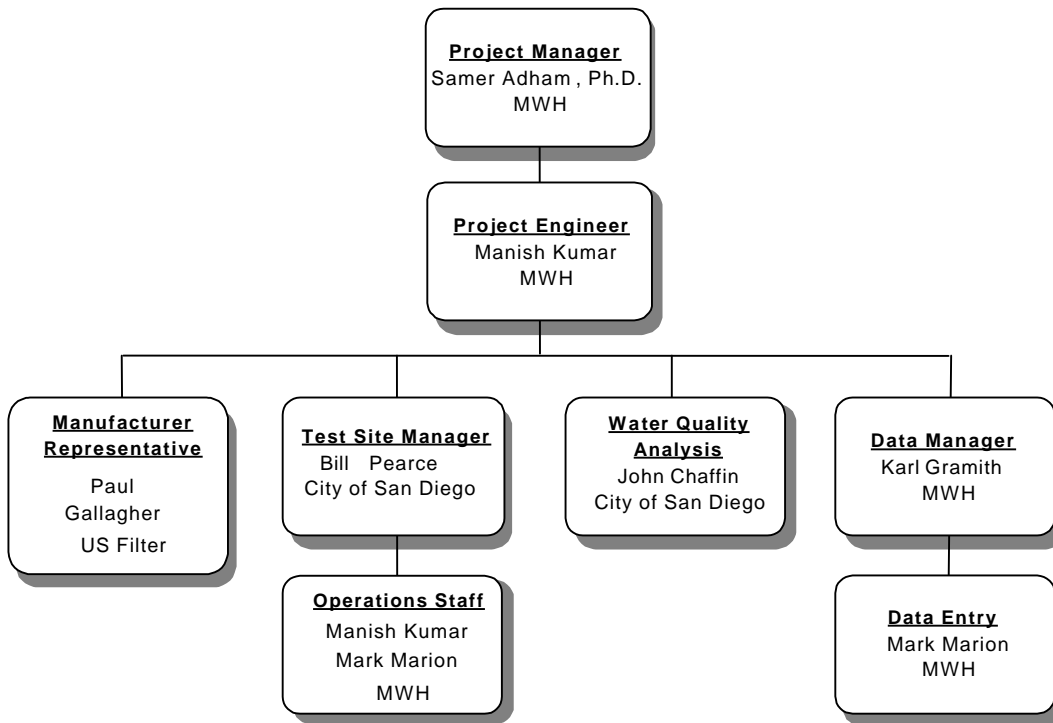 Project Manager
Samer Adham , Ph.D.
MWH
Project Engineer
Manish Kumar
MWH
Manufacturer
Representative
Paul
Gallagher
US Filter
Test Site Manager
Bill Pearce
City of San Diego
Water Quality
Analysis
John Chaffin
City of San Diego
Data Manager
Karl Gramith
MWH
Operations Staff
Manish Kumar
Mark Marion
MWH
Data Entry
Mark Marion
MWH